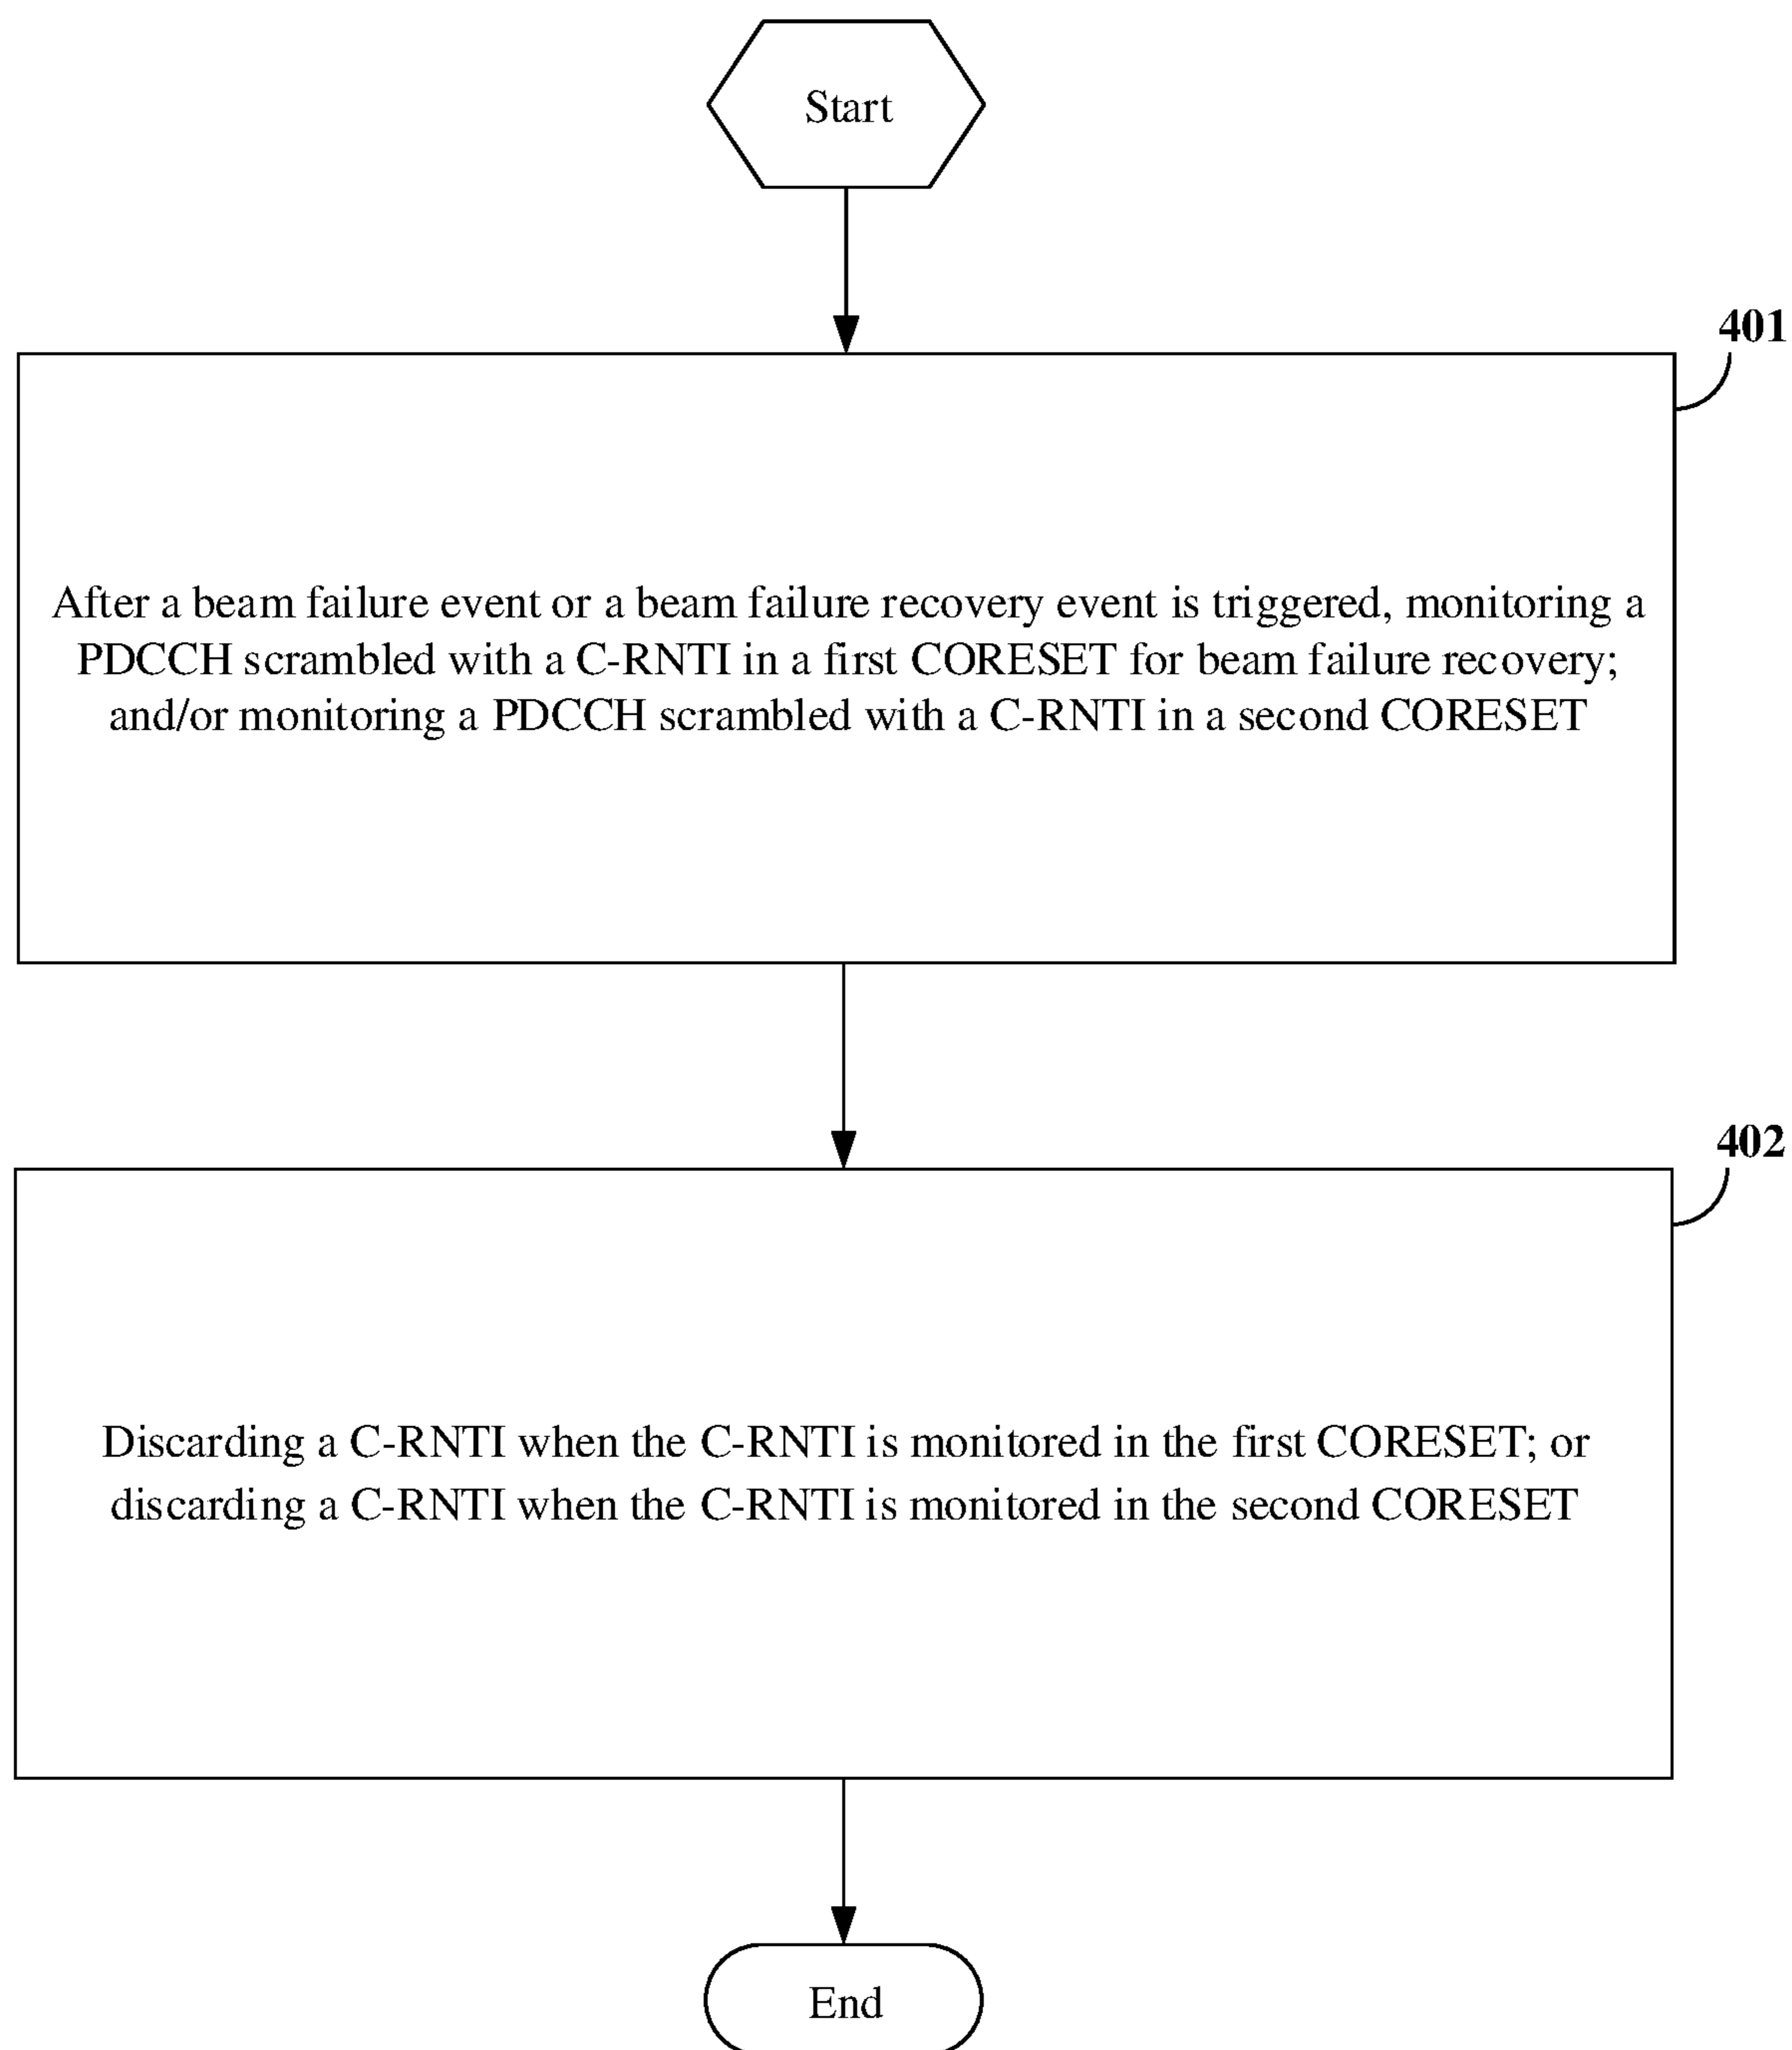 Start
401
After a beam failure event or a beam failure recovery event is triggered, monitoring a
PDCCH scrambled with a C-RNTI in a first CORESET for beam failure recovery;
and/or monitoring a PDCCH scrambled with a C-RNTI in a second CORESET
402
Discarding a C-RNTI when the C-RNTI is monitored in the first CORESET; or
discarding a C-RNTI when the C-RNTI is monitored in the second CORESET
End